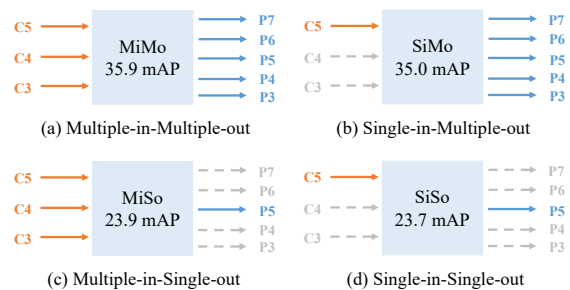 C5
C4
C3
MiMo
35.9 mAP
P7
P6
P5
P4
P3
(a) Multiple-in-Multiple-out
C5
C4
C3
SiMo
35.0 mAP
P7
P6
P5
P4
P3
(b) Single-in-Multiple-out
C5
C4
C3
MiSo
23.9 mAP
P7
P6
P5
P4
P3
(c) Multiple-in-Single-out
C5
C4
C3
SiSo
23.7 mAP
P7
P6
P5
P4
P3
(d) Single-in-Single-out